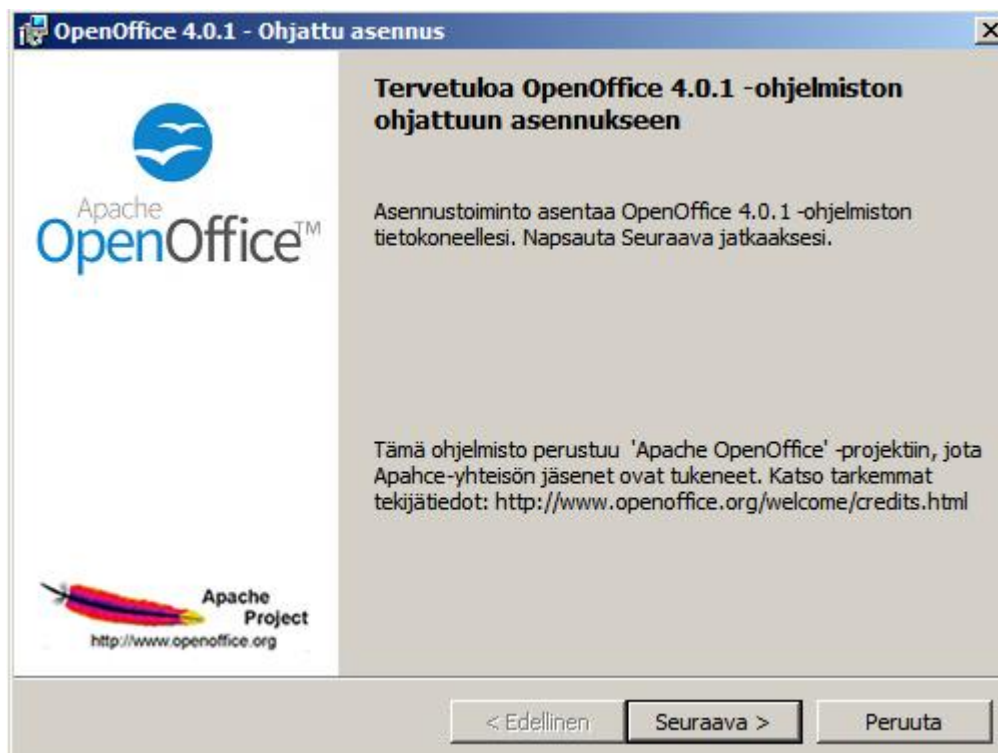 OpenOffice 4.0.1 - Ohjattu asennus
Apache
OpenOffice™
Tervetuloa OpenOffice 4.0.1 -ohjelmiston
ohjattuun asennukseen
Asennustoiminto asentaa OpenOffice 4.0.1 -ohjelmiston
tietokoneellesi. Napsauta Seuraava jatkaaksesi.
Tämä ohjelmisto perustuu 'Apache OpenOffice' -projektiin, jota
Apahce-yhteisön jäsenet ovat tukeneet. Katso tarkemmat
tekijätiedot: http://www.openoffice.org/welcome/credits.html
Apache
Project
http://www.openoffice.org
< Edellinen
Seuraava >
Peruuta